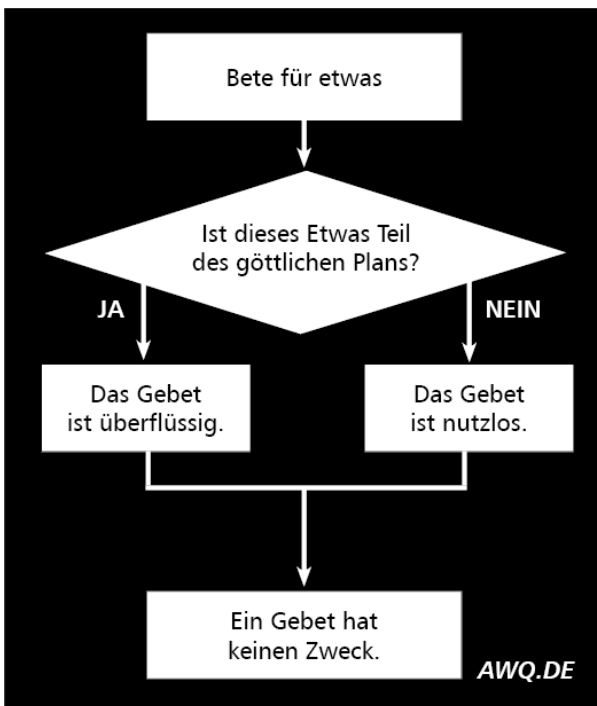 Bete für etwas
Ist dieses Etwas Teil
des göttlichen Plans?
JA
NEIN
Das Gebet
ist überflüssig.
Das Gebet
ist nutzlos.
Ein Gebet hat
keinen Zweck.
AWQ.DE